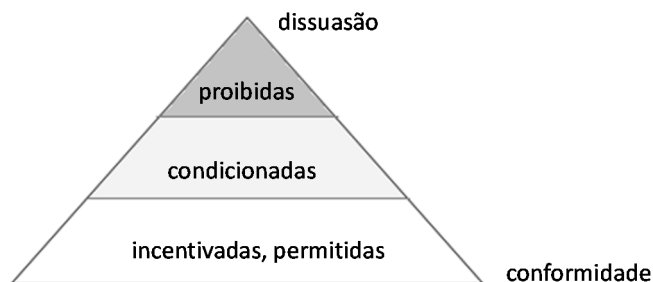 dissuasão
proibidas
condicionadas
incentivadas, permitidas
conformidade